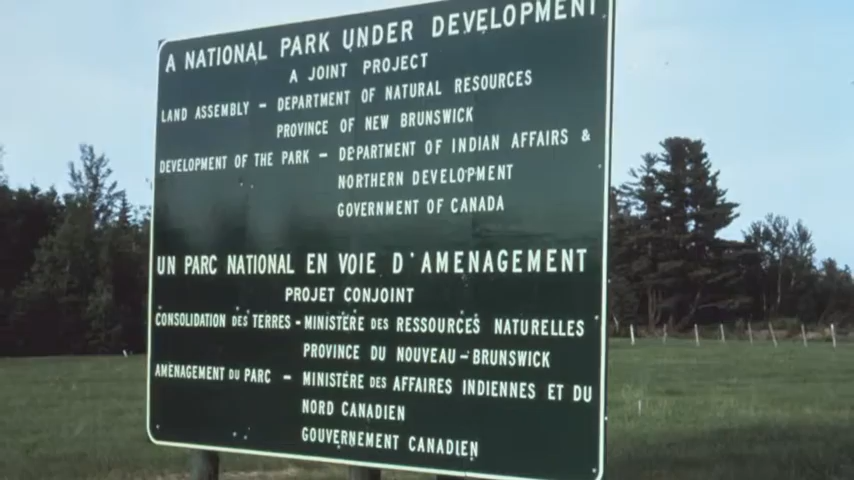 A NATIONAL PARK UNDER DEVELOPMENT
A JOINT PROJECT
LAND ASSEMBLY - DEPARTMENT OF NATURAL RESOURCES
PROVINCE OF NEW BRUNSWICK
DEVELOPMENT OF THE PARK - DEPARTMENT OF INDIAN AFFAIRS &
NORTHERN DEVELOPMENT
GOVERNMENT OF CANADA
UN PARC NATIONAL EN VOIE D'AMENAGEMENT
PROJET CONJOINT
CONSOLIDATION DES TERRES - MINISTÈRE DES RESSOURCES NATURELLES
PROVINCE DU NOUVEAU-BRUNSWICK
AMÉNAGEMENT DU PARC - MINISTÈRE DES AFFAIRES INDIENNES ET DU
NORD CANADIEN
GOUVERNEMENT CANADIEN